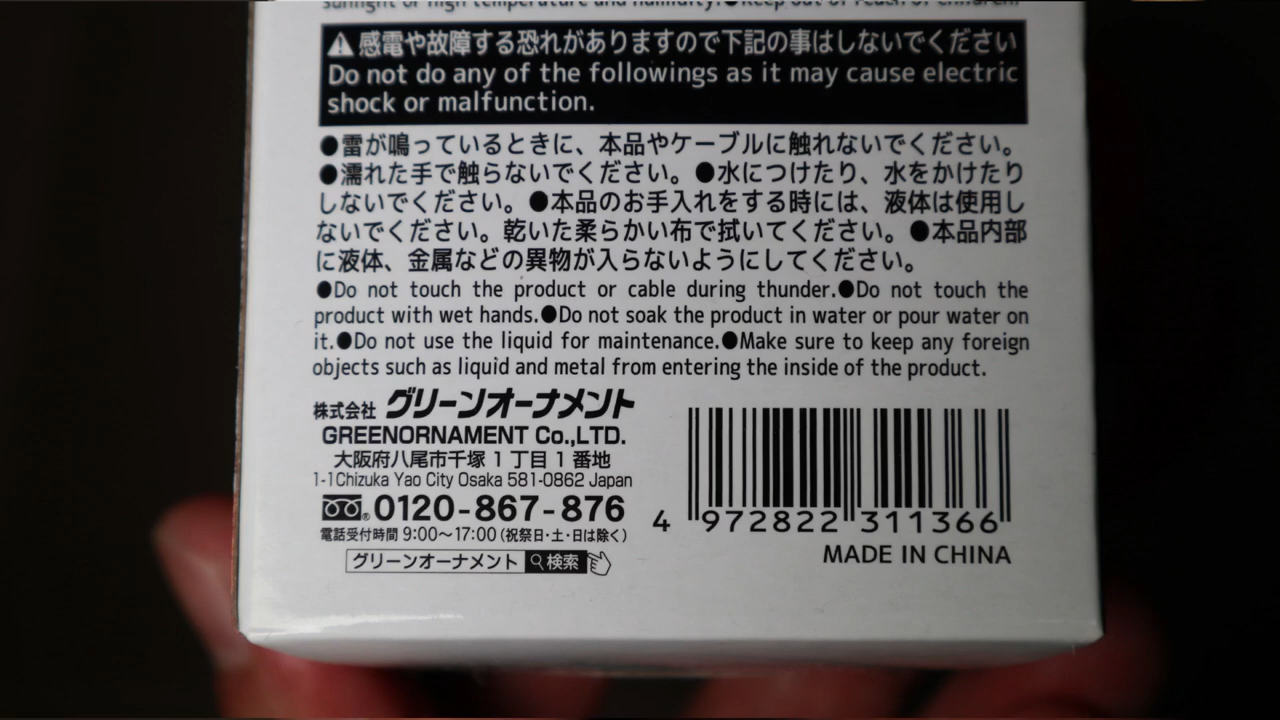 sunlight or high temperature and humidity.●Keep out of reach of children.
⚠感電や故障する恐れがありますので下記の事はしないでください
Do not do any of the followings as it may cause electric
shock or malfunction.
●雷が鳴っているときに、本品やケーブルに触れないでください。
●濡れた手で触らないでください。●水につけたり、水をかけたり
しないでください。●本品のお手入れをする時には、液体は使用し
ないでください。乾いた柔らかい布で拭いてください。●本品内部
に液体、金属などの異物が入らないようにしてください。
●Do not touch the product or cable during thunder.●Do not touch the
product with wet hands.●Do not soak the product in water or pour water on
it.●Do not use the liquid for maintenance.●Make sure to keep any foreign
objects such as liquid and metal from entering the inside of the product.
株式会社 グリーンオーナメント
GREENORNAMENT Co.,LTD.
大阪府八尾市千塚1丁目1番地
1-1Chizuka Yao City Osaka 581-0862 Japan
® 0120-867-876
電話受付時間 9:00〜17:00（祝祭日・土・日は除く）
グリーンオーナメント 検索
4 972822 311366
MADE IN CHINA